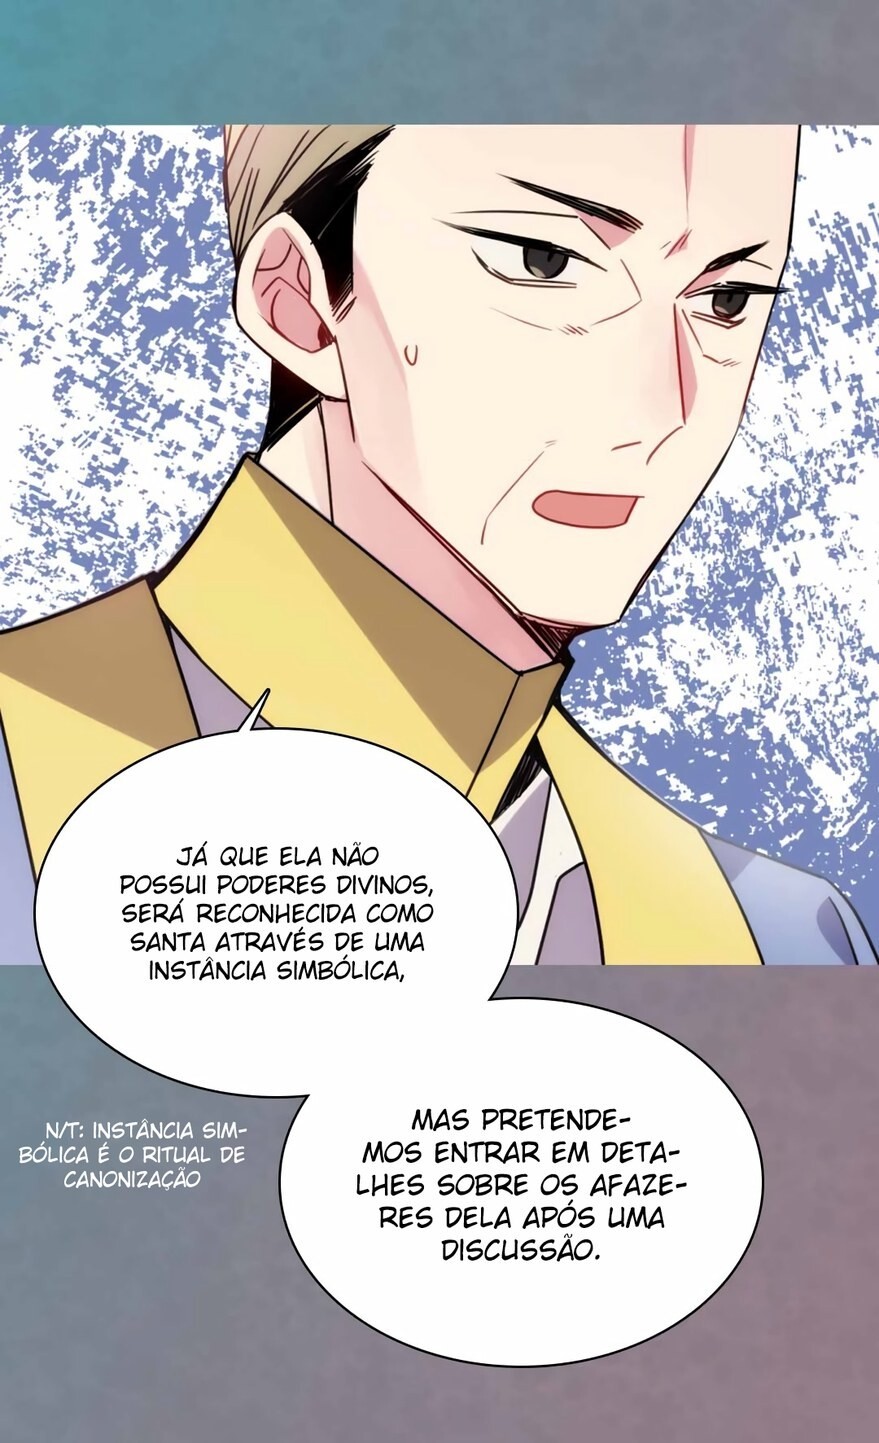 JÁ QUE ELA NÃO
POSSUI PODERES DIVINOS,
SERÁ RECONHECIDA COMO
SANTA ATRAVÉS DE UMA
INSTÂNCIA SIMBÓLICA,
N/T: INSTÂNCIA SIM-
BÓLICA É O RITUAL DE
CANONIZAÇÃO
MAS PRETENDE-
MOS ENTRAR EM DETA-
LHES SOBRE OS AFAZE-
RES DELA APÓS UMA
DISCUSSÃO.